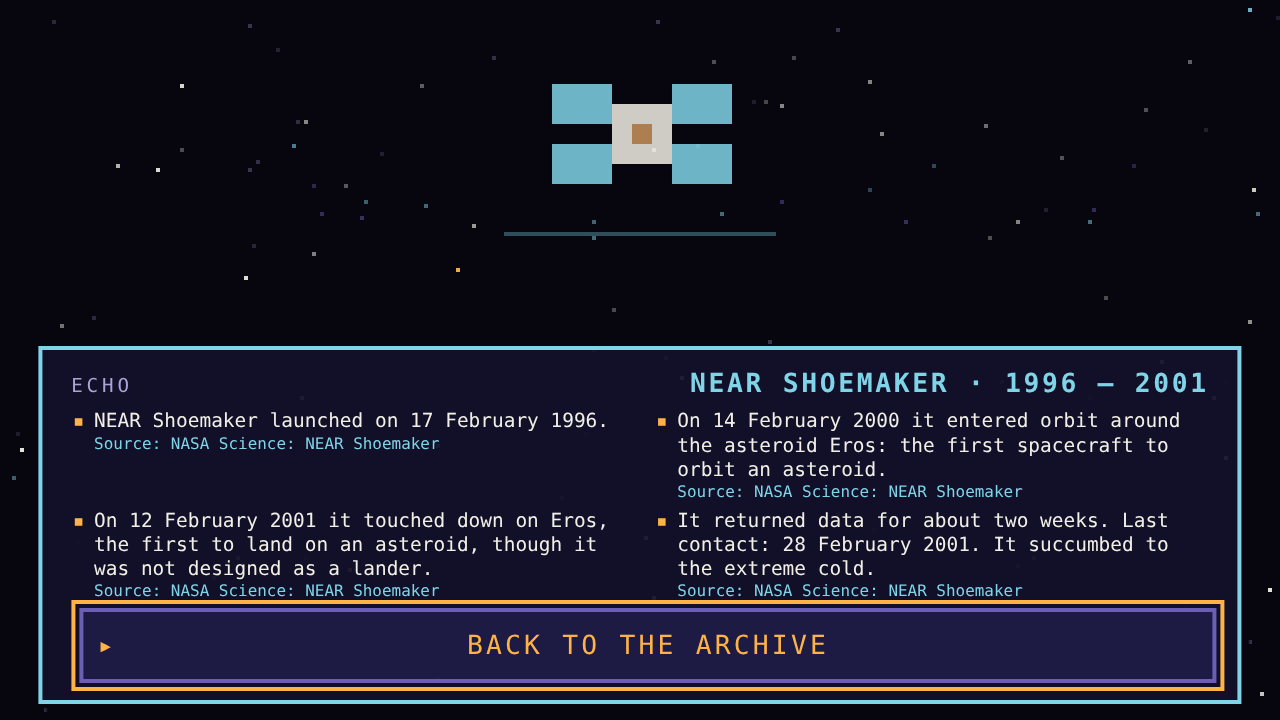 ECHO
NEAR SHOEMAKER · 1996 — 2001
NEAR Shoemaker launched on 17 February 1996.
Source: NASA Science: NEAR Shoemaker
On 14 February 2000 it entered orbit around
the asteroid Eros: the first spacecraft to
orbit an asteroid.
Source: NASA Science: NEAR Shoemaker
On 12 February 2001 it touched down on Eros,
the first to land on an asteroid, though it
was not designed as a lander.
Source: NASA Science: NEAR Shoemaker
It returned data for about two weeks. Last
contact: 28 February 2001. It succumbed to
the extreme cold.
Source: NASA Science: NEAR Shoemaker
BACK TO THE ARCHIVE